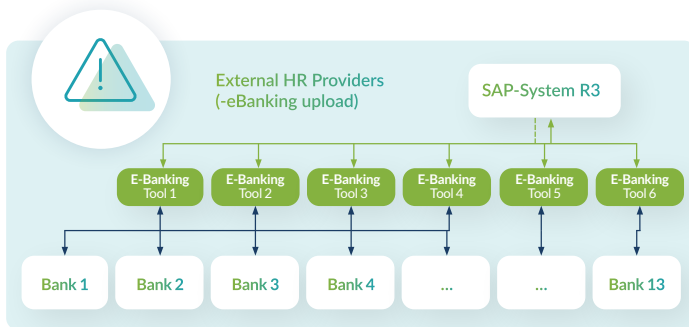 External HR Providers
(-eBanking upload)
SAP-System R3
E-Banking
Tool 1
E-Banking
Tool 2
E-Banking
Tool 3
E-Banking
Tool 4
E-Banking
Tool 5
E-Banking
Tool 6
Bank 1
Bank 2
Bank 3
Bank 4
...
...
Bank 13